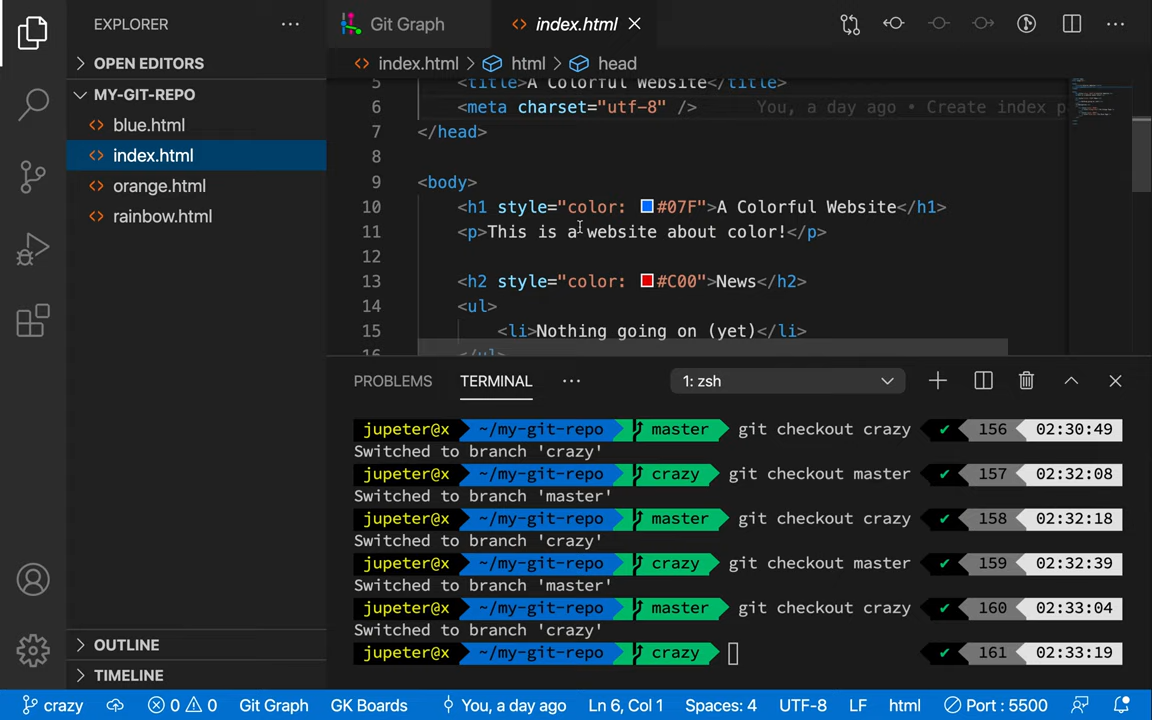 EXPLORER
OPEN EDITORS
MY-GIT-REPO
blue.html
index.html
orange.html
rainbow.html
OUTLINE
TIMELINE
Git Graph
index.html
index.html > html > head
5 <title>A Colorful Website</title>
6 <meta charset="utf-8" /> You, a day ago • Create index p
7 </head>
8
9 <body>
10 <h1 style="color: #07F">A Colorful Website</h1>
11 <p>This is a website about color!</p>
12
13 <h2 style="color: #C00">News</h2>
14 <ul>
15 <li>Nothing going on (yet)</li>
16 </ul>
PROBLEMS TERMINAL 1: zsh
jupeter@x ~/my-git-repo master git checkout crazy ✔ 156 02:30:49
Switched to branch 'crazy'
jupeter@x ~/my-git-repo crazy git checkout master ✔ 157 02:32:08
Switched to branch 'master'
jupeter@x ~/my-git-repo master git checkout crazy ✔ 158 02:32:18
Switched to branch 'crazy'
jupeter@x ~/my-git-repo crazy git checkout master ✔ 159 02:32:39
Switched to branch 'master'
jupeter@x ~/my-git-repo master git checkout crazy ✔ 160 02:33:04
Switched to branch 'crazy'
jupeter@x ~/my-git-repo crazy ✔ 161 02:33:19
crazy 0 0 Git Graph GK Boards You, a day ago Ln 6, Col 1 Spaces: 4 UTF-8 LF html Port : 5500